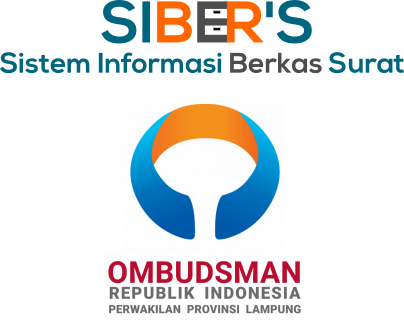 SIBER'S
Sistem Informasi Berkas Surat
OMBUDSMAN
REPUBLIK INDONESIA
PERWAKILAN PROVINSI LAMPUNG